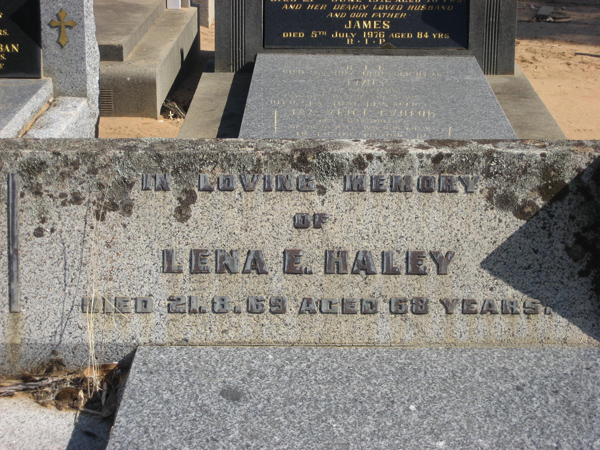 AND HER DEARLY LOVED HUSBAND
AND OUR FATHER
JAMES
DIED 5TH JULY 1976 AGED 84 YRS.
R. I. P.
IN LOVING MEMORY
OF
LENA E. HALEY
DIED 21. 8. 69 AGED 68 YEARS.